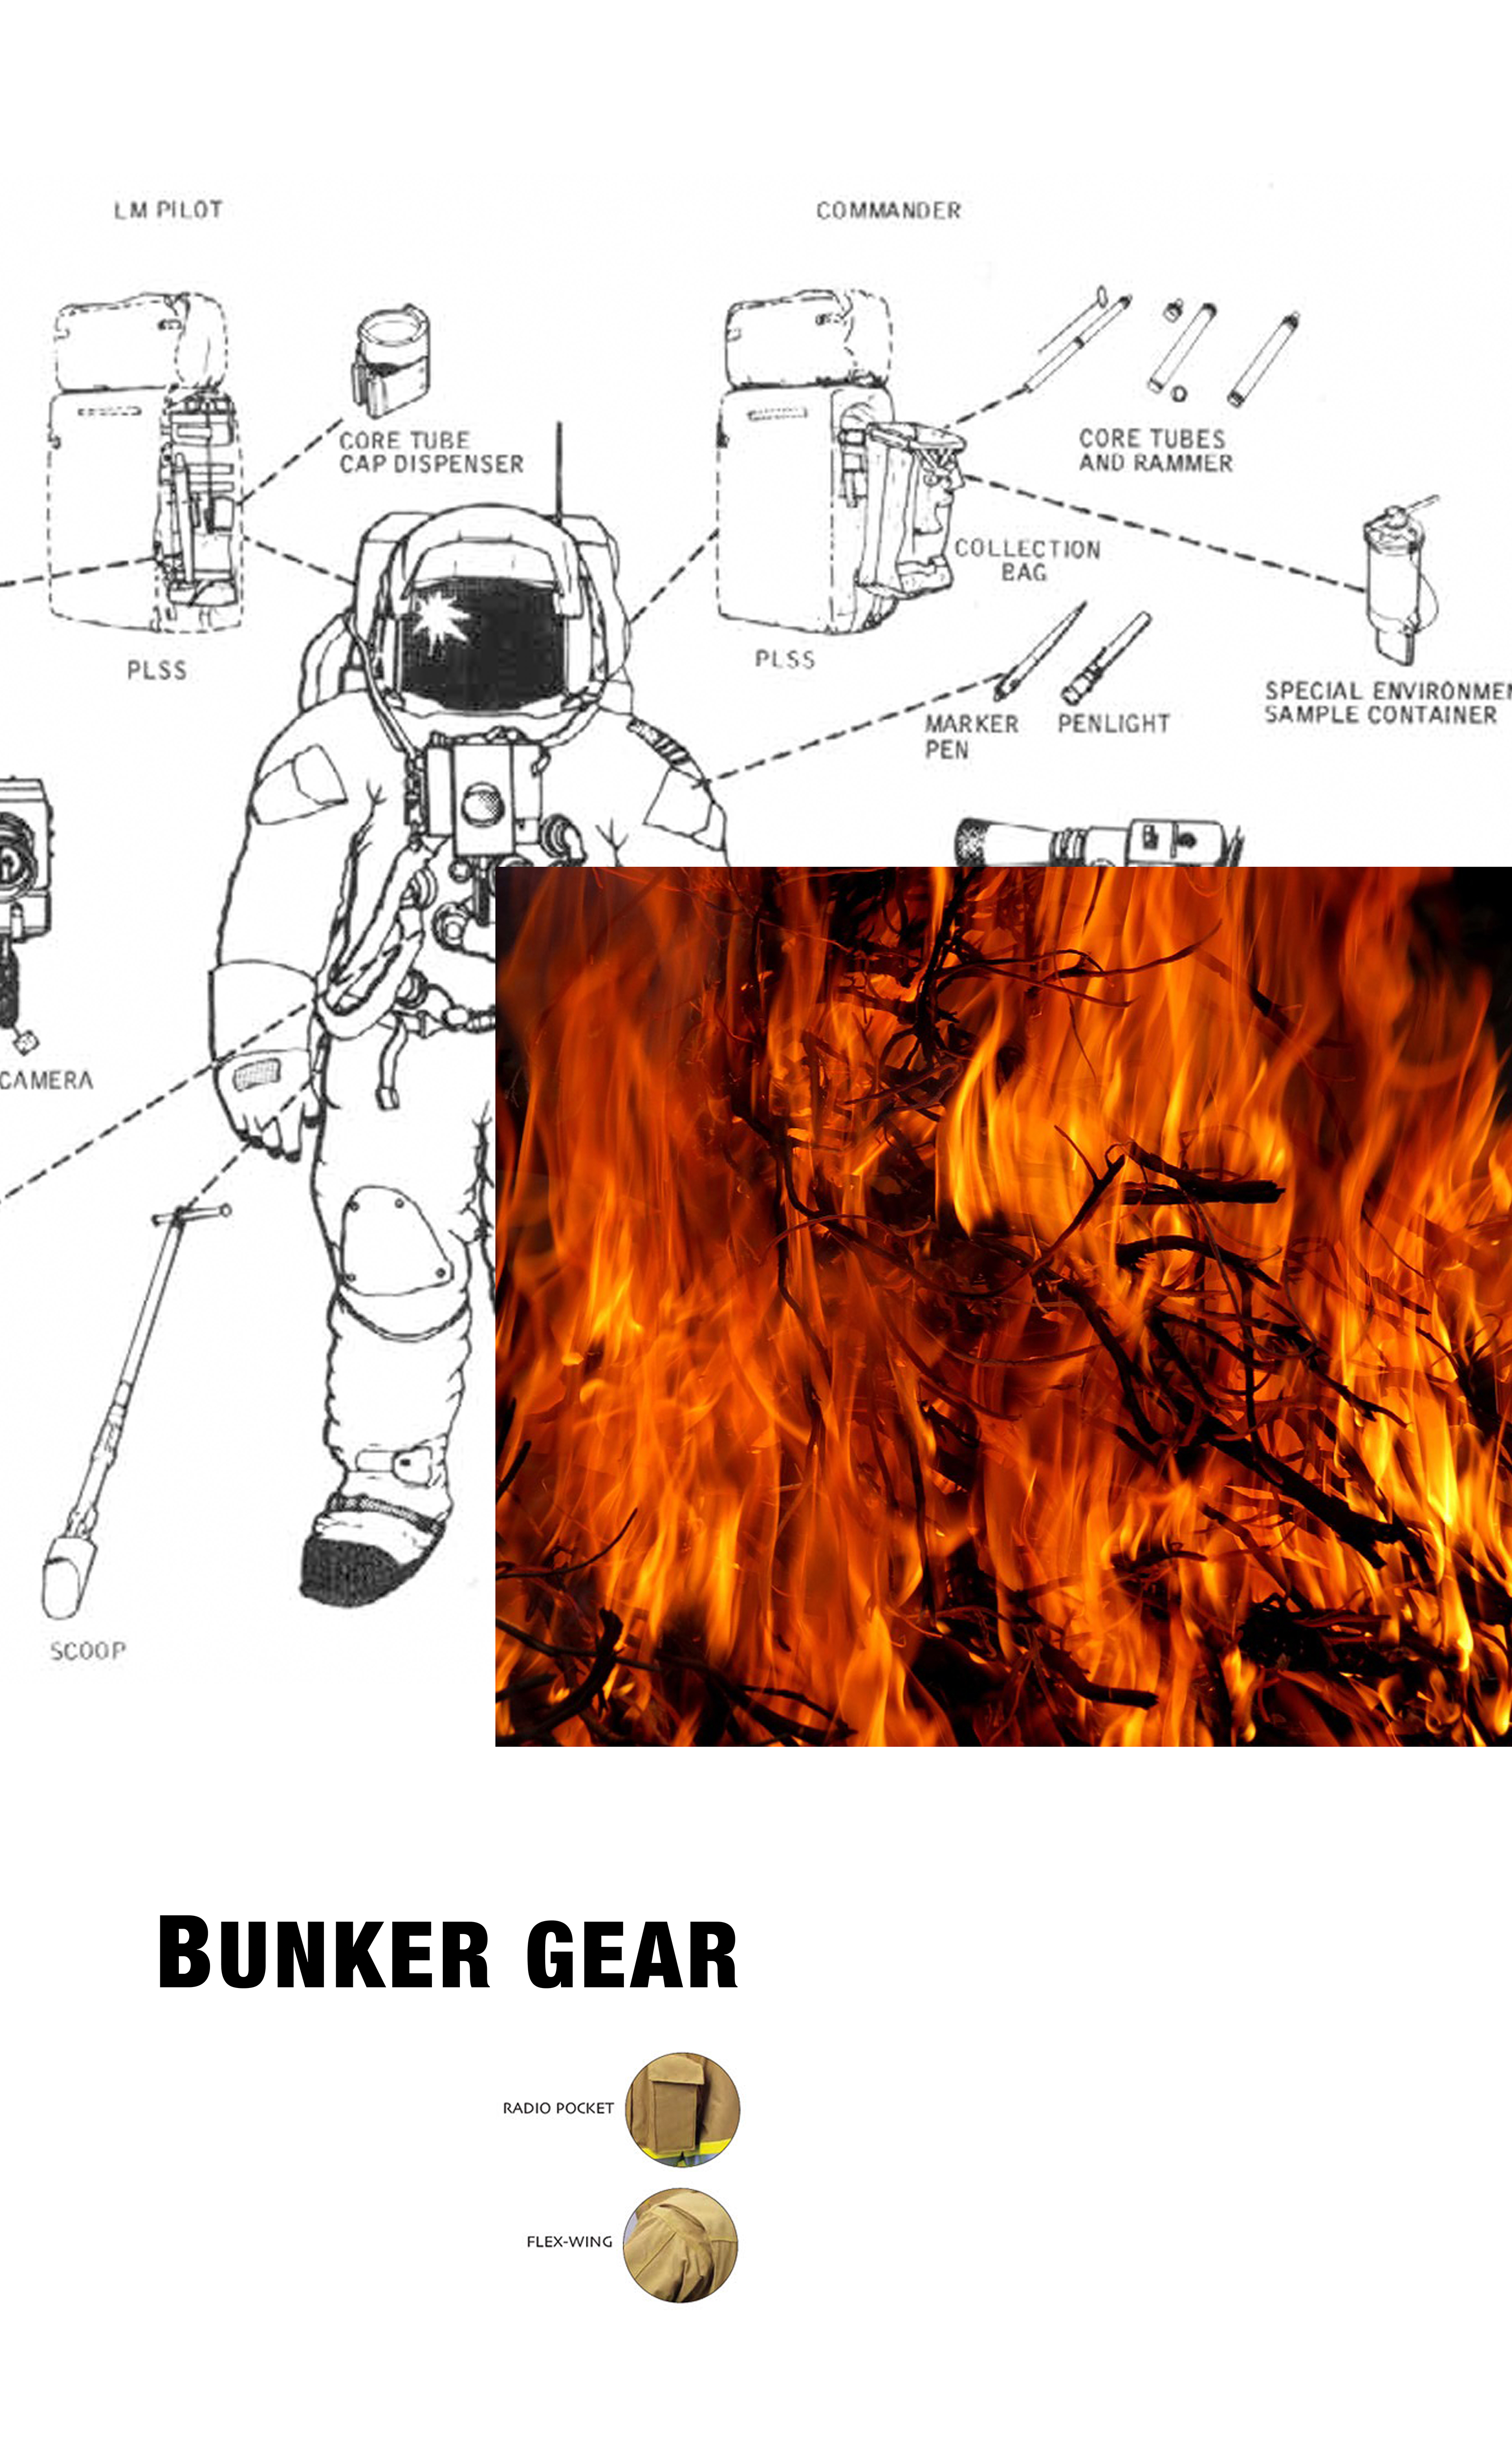 LM PILOT
COMMANDER
CORE TUBE
CAP DISPENSER
CORE TUBES
AND RAMMER
COLLECTION
BAG
PLSS
PLSS
MARKER
PEN
PENLIGHT
SPECIAL ENVIRONME
SAMPLE CONTAINER
CAMERA
SCOOP
BUNKER GEAR
RADIO POCKET
FLEX-WING